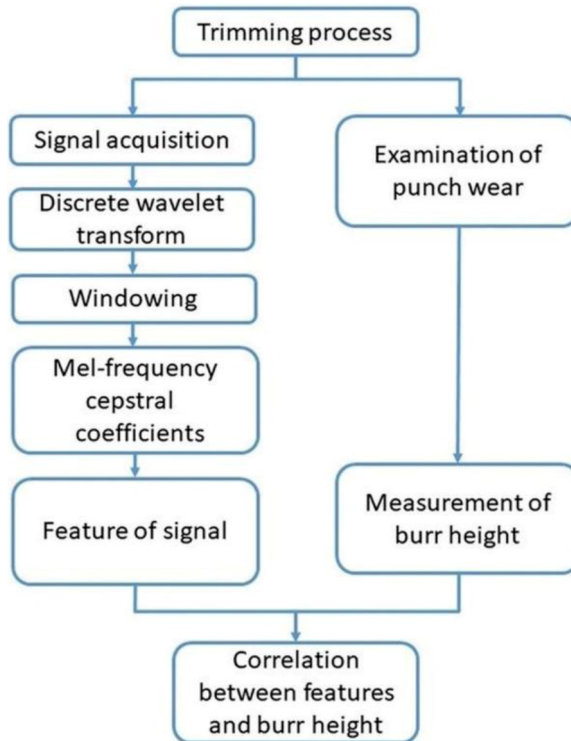 Trimming process
Signal acquisition
Discrete wavelet
transform
Windowing
Mel-frequency
cepstral
coefficients
Feature of signal
Examination of
punch wear
Measurement of
burr height
Correlation
between features
and burr height